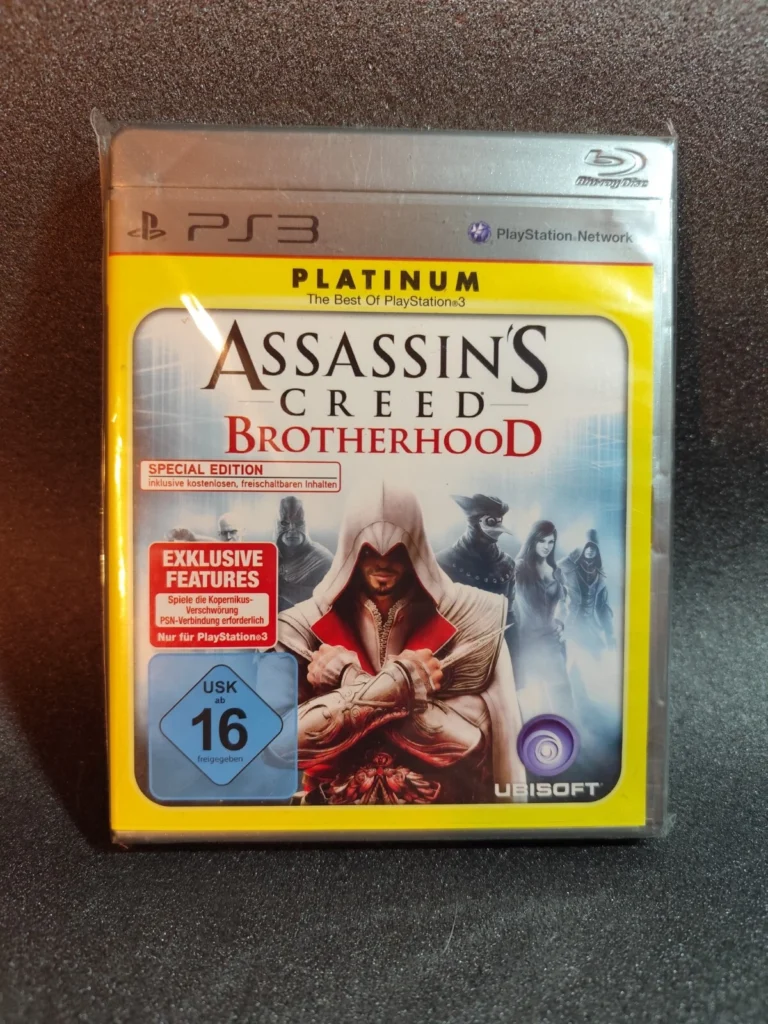 Blu-ray Disc
PS3
PlayStation Network
PLATINUM
The Best Of PlayStation®3
ASSASSIN'S
CREED
BROTHERHOOD
SPECIAL EDITION
inklusive kostenlosen, freischaltbaren Inhalten
EXKLUSIVE
FEATURES
Spiele die Kopernikus-
Verschwörung
PSN-Verbindung erforderlich
Nur für PlayStation®3
USK
ab
16
freigegeben
UBISOFT